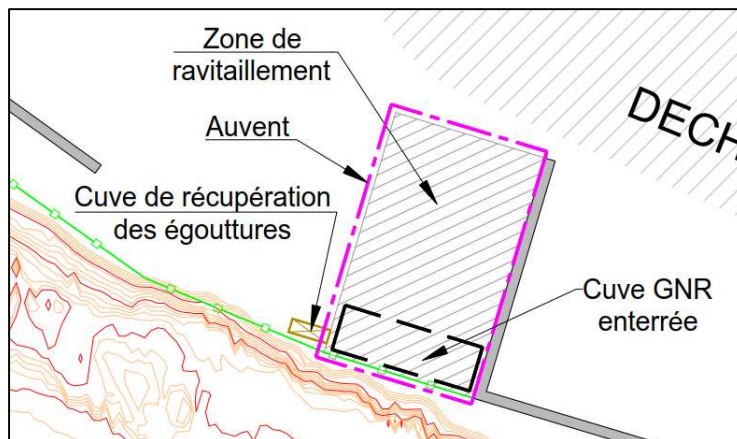 Zone de
ravitaillement
DECH
Auvent
Cuve de récupération
des égouttures
Cuve GNR
enterrée